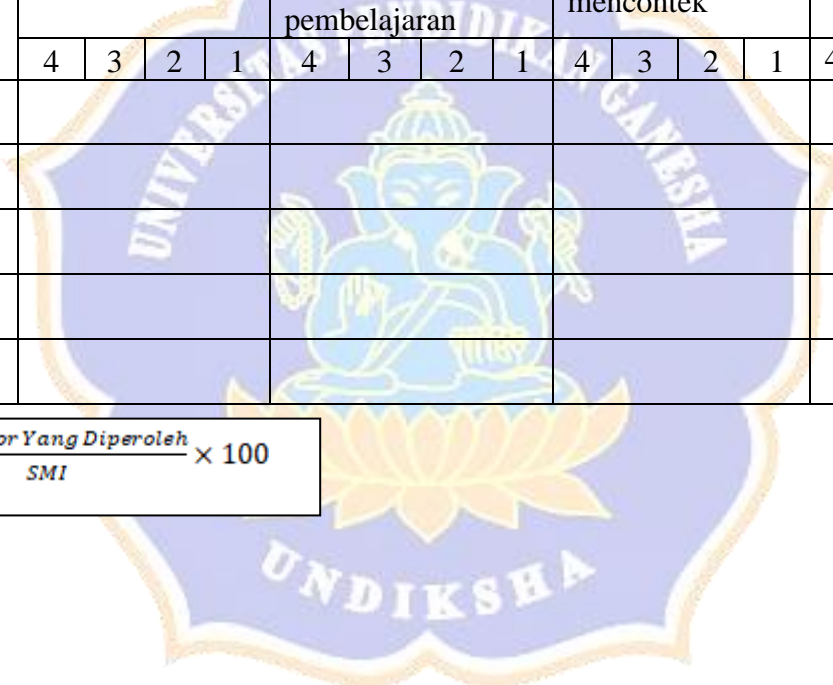 mencontek
pembelajaran
4 3 2 1 4 3 2 1 4 3 2 1
Yang Diperoleh × 100
SMI
UNIVERSITAS PENDIDIKAN GANESHA
UNDIKSHA